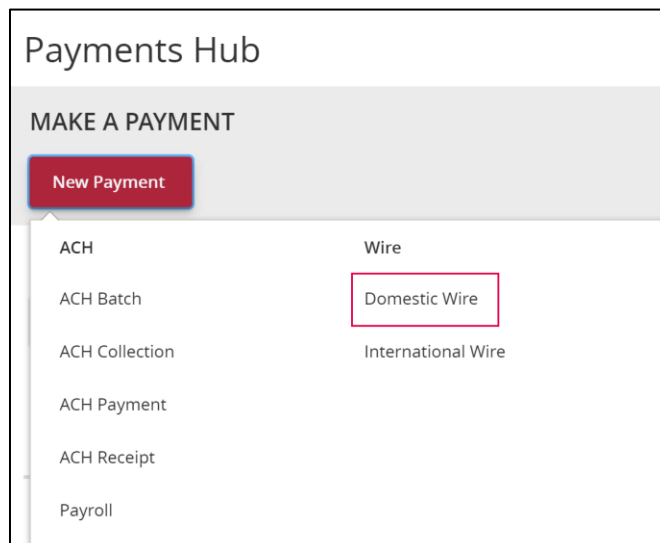 Payments Hub
MAKE A PAYMENT
New Payment
ACH
ACH Batch
ACH Collection
ACH Payment
ACH Receipt
Payroll
Wire
Domestic Wire
International Wire